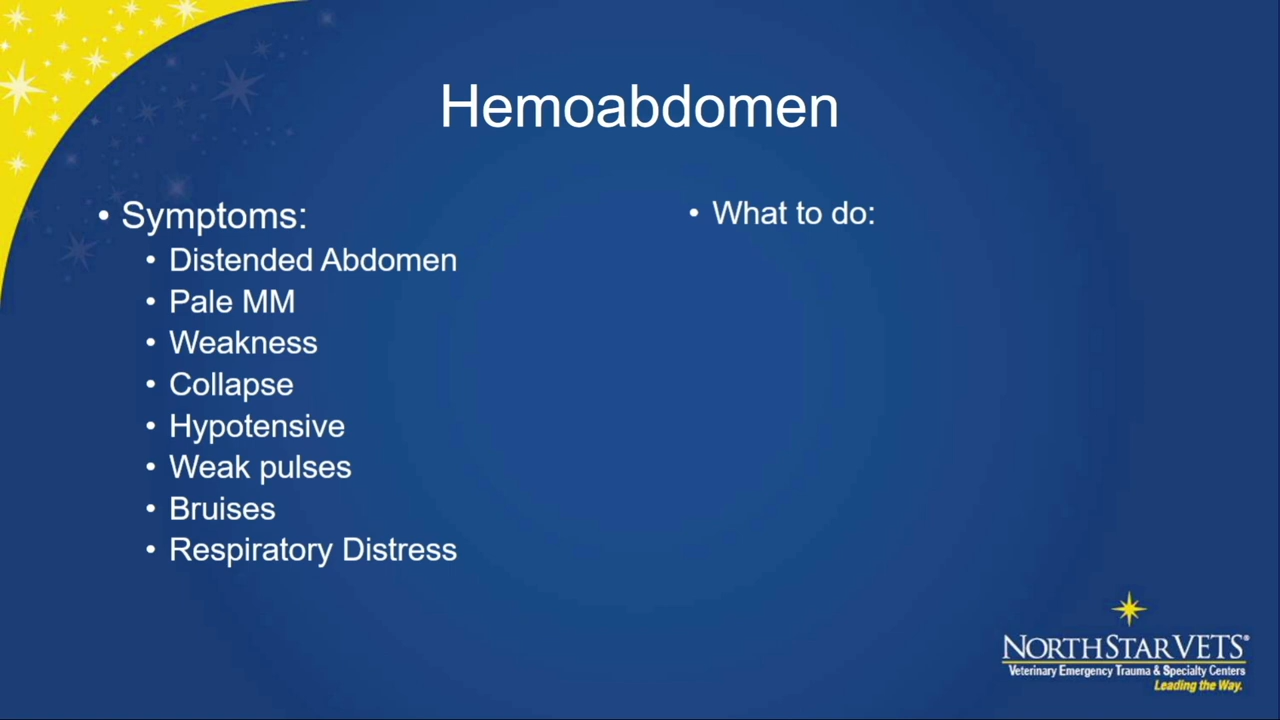 Hemoabdomen
• Symptoms:
• Distended Abdomen
• Pale MM
• Weakness
• Collapse
• Hypotensive
• Weak pulses
• Bruises
• Respiratory Distress
• What to do:
NORTHSTARVETS®
Veterinary Emergency Trauma & Specialty Centers
Leading the Way.